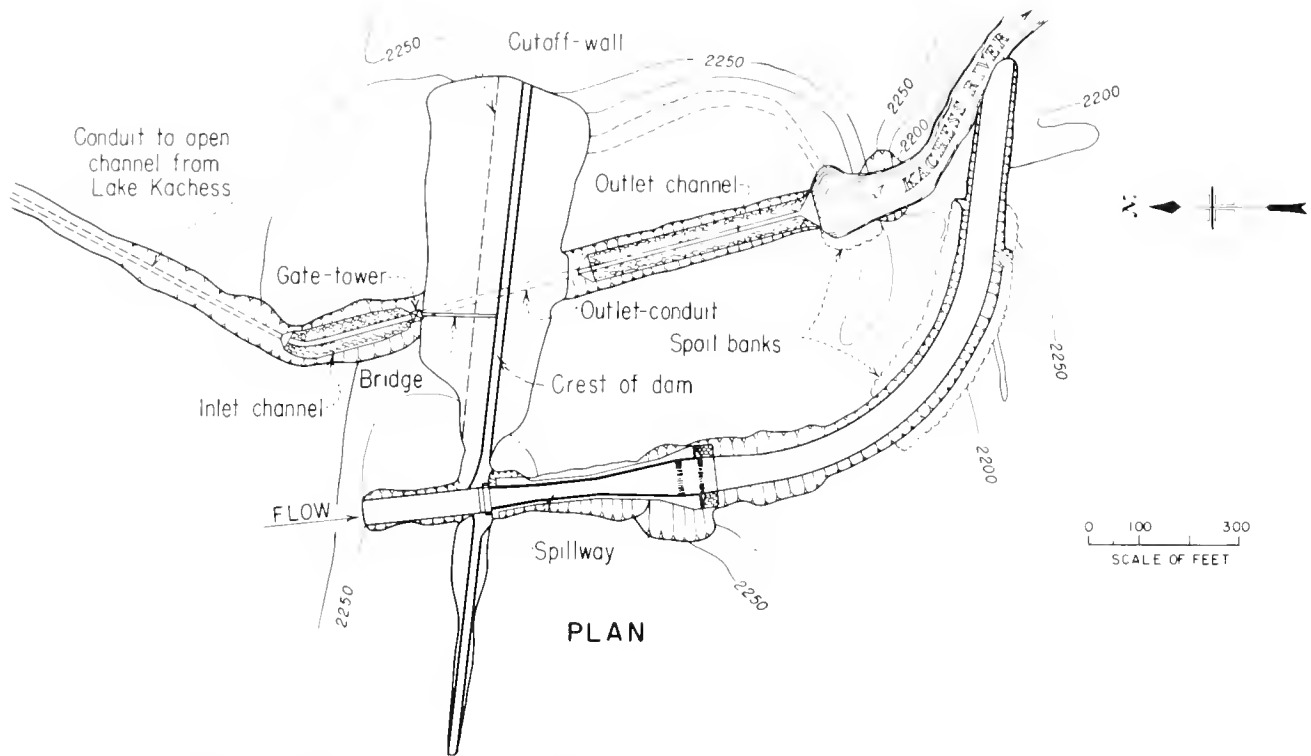 2250
Cutoff-wall
2250
2250
2200
2200
KACHESS RIVER
Conduit to open
channel from
Lake Kachess
Outlet channel
N
Gate-tower
Outlet-conduit
Spoil banks
2250
Bridge
Crest of dam
Inlet channel
2200
FLOW
Spillway
0 100 300
SCALE OF FEET
2250
2250
PLAN